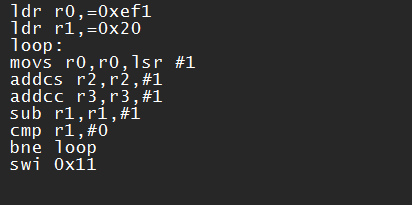 ldr r0,=0xef1
ldr r1,=0x20
loop:
movs r0,r0,lsr #1
addcs r2,r2,#1
addcc r3,r3,#1
sub r1,r1,#1
cmp r1,#0
bne loop
swi 0x11